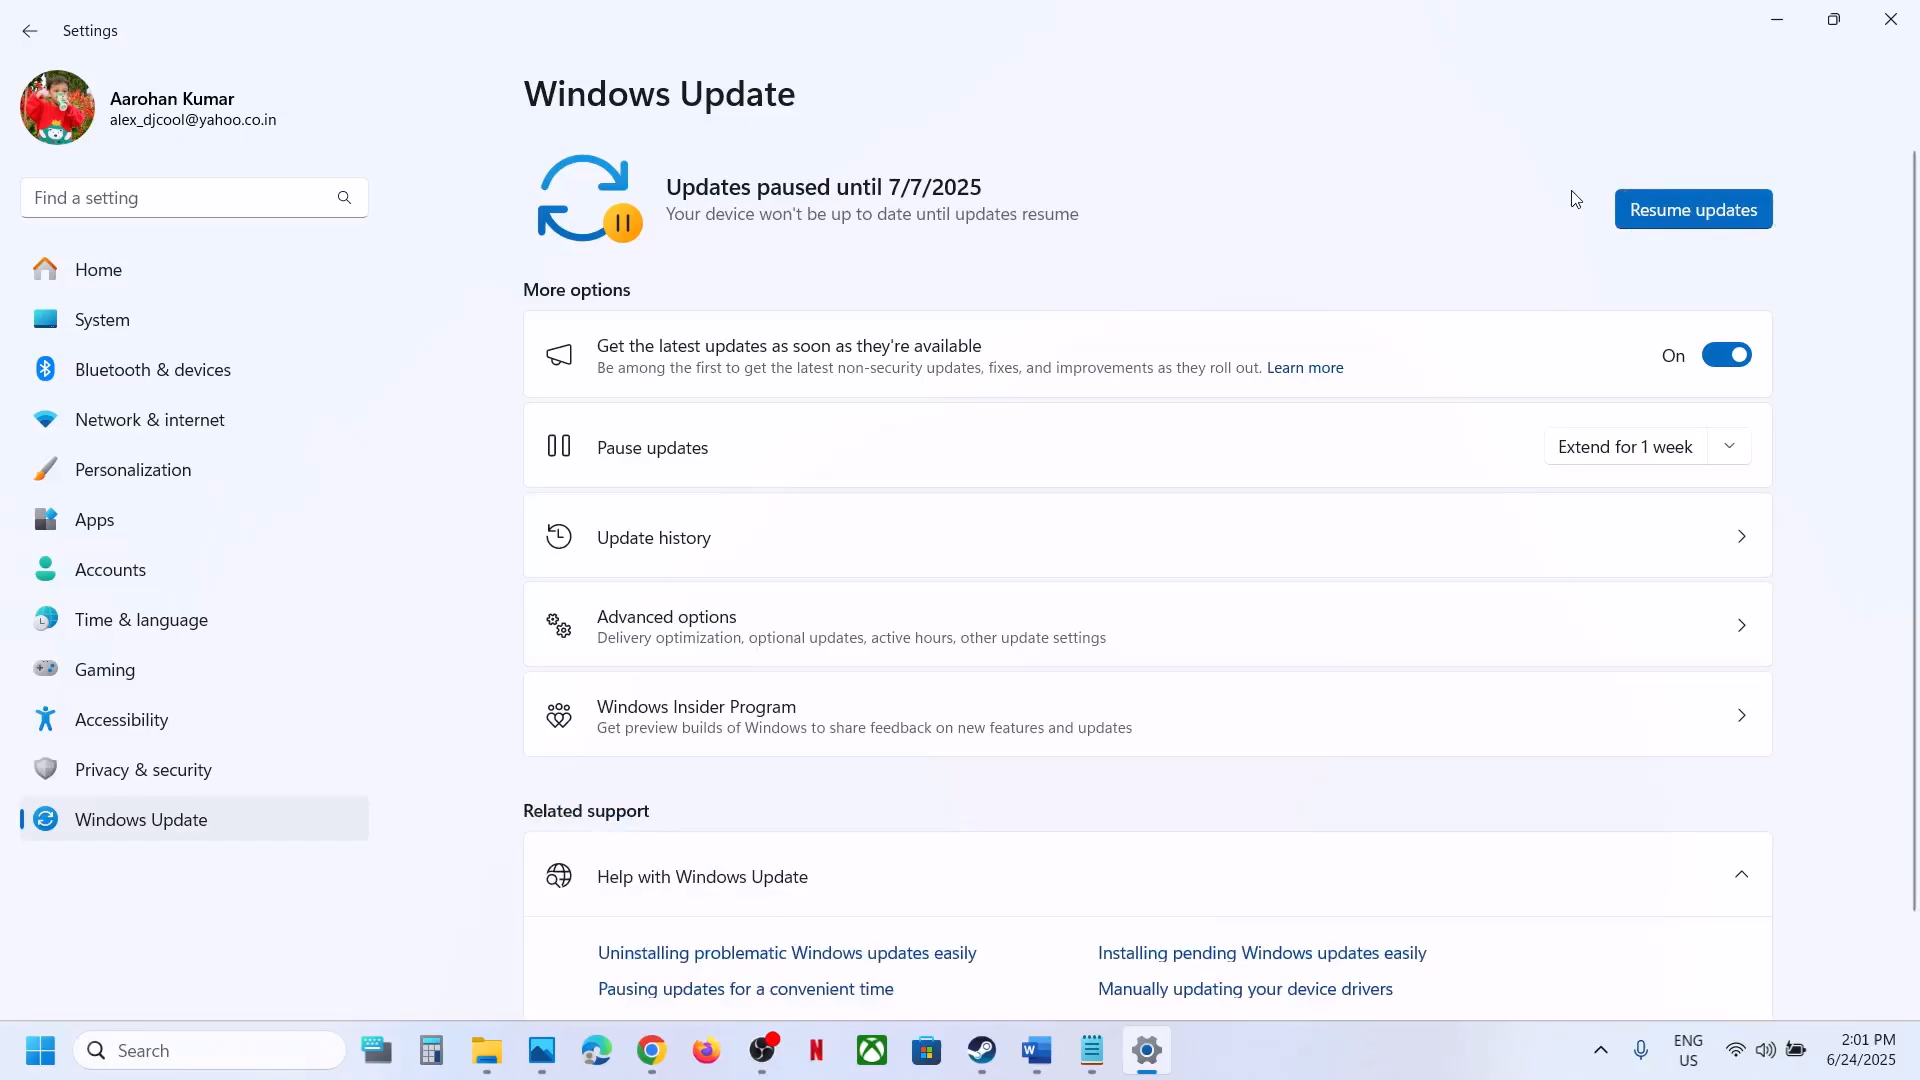 Settings
Aarohan Kumar
alex_djcool@yahoo.co.in
Find a setting
Home
System
Bluetooth & devices
Network & internet
Personalization
Apps
Accounts
Time & language
Gaming
Accessibility
Privacy & security
Windows Update
Windows Update
Updates paused until 7/7/2025
Your device won't be up to date until updates resume
Resume updates
More options
Get the latest updates as soon as they're available
Be among the first to get the latest non-security updates, fixes, and improvements as they roll out. Learn more
On
Pause updates
Extend for 1 week
Update history
Advanced options
Delivery optimization, optional updates, active hours, other update settings
Windows Insider Program
Get preview builds of Windows to share feedback on new features and updates
Related support
Help with Windows Update
Uninstalling problematic Windows updates easily
Installing pending Windows updates easily
Pausing updates for a convenient time
Manually updating your device drivers
Search
ENG
US
2:01 PM
6/24/2025